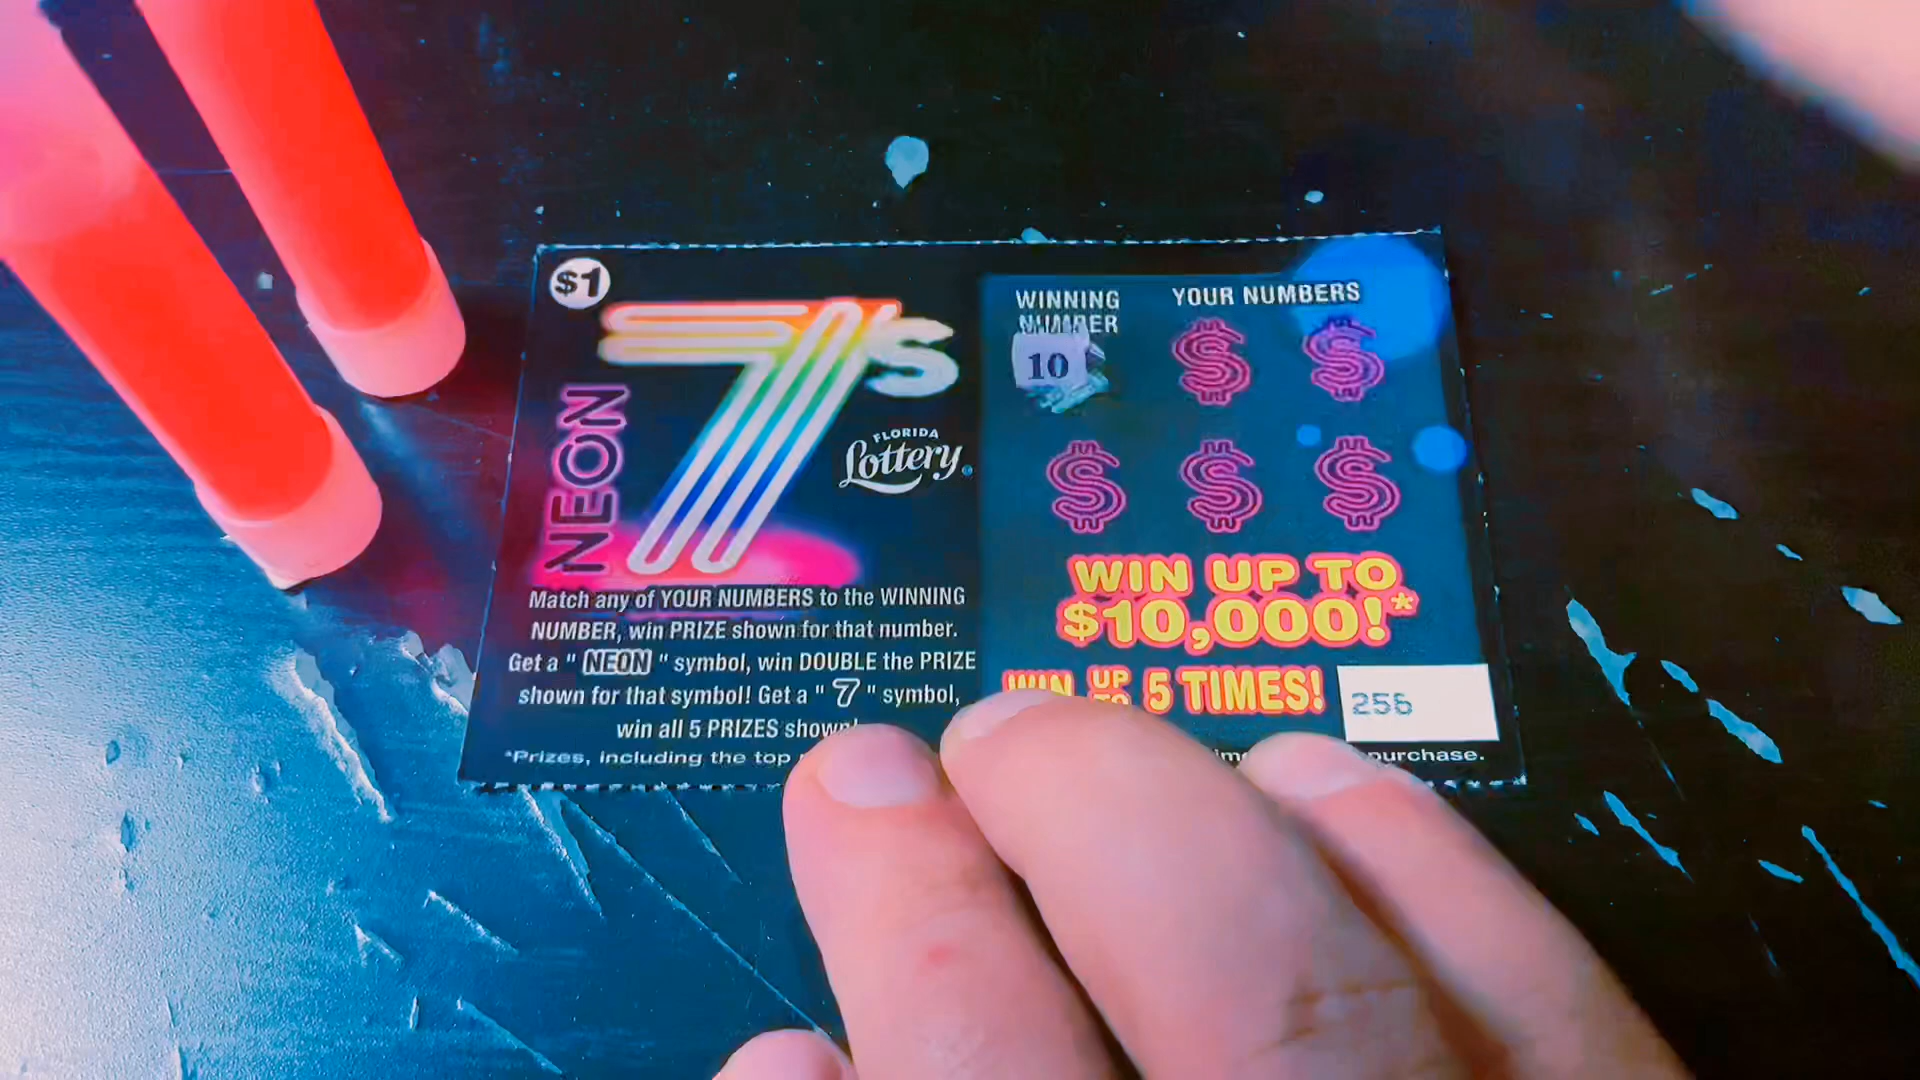 $1
7's
NEON
FLORIDA
Lottery
Match any of YOUR NUMBERS to the WINNING
NUMBER, win PRIZE shown for that number.
Get a " NEON " symbol, win DOUBLE the PRIZE
shown for that symbol! Get a " 7 " symbol,
win all 5 PRIZES shown!
*Prizes, including the top
purchase.
WINNING
NUMBER
10
YOUR NUMBERS
$ $
$ $ $
WIN UP TO
$10,000!*
WIN UP TO 5 TIMES!
256